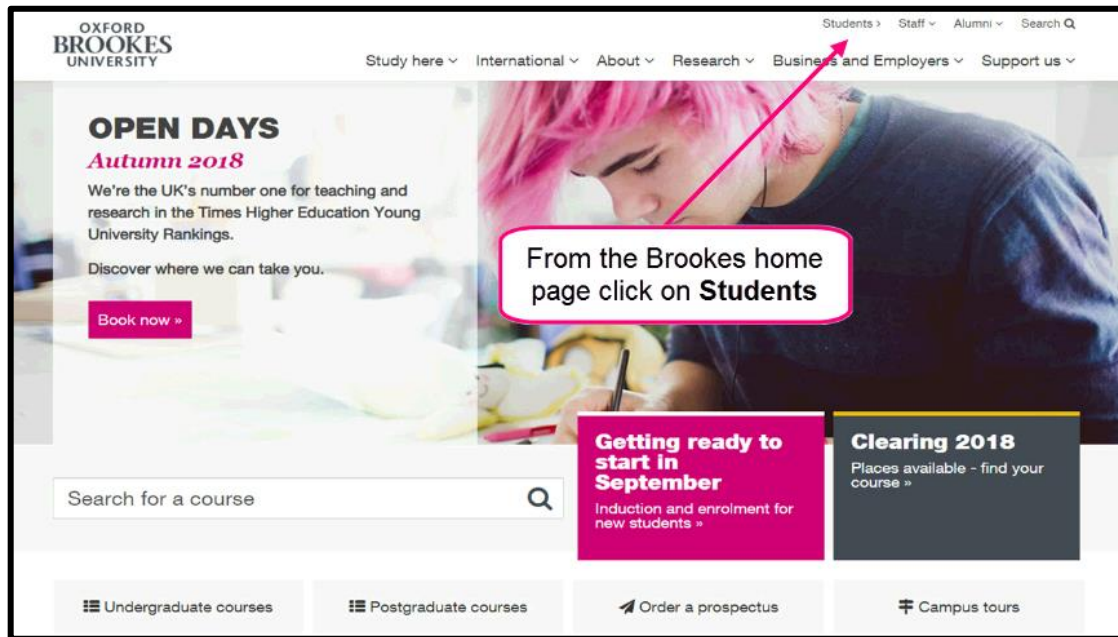 OXFORD
BROOKES
UNIVERSITY
Students Staff Alumni Search
Study here International About Research Business and Employers Support us
OPEN DAYS
Autumn 2018
We're the UK's number one for teaching and
research in the Times Higher Education Young
University Rankings.
Discover where we can take you.
Book now »
From the Brookes home
page click on Students
Getting ready to
start in
September
Induction and enrolment for
new students »
Clearing 2018
Places available - find your
course »
Search for a course
Undergraduate courses
Postgraduate courses
Order a prospectus
Campus tours